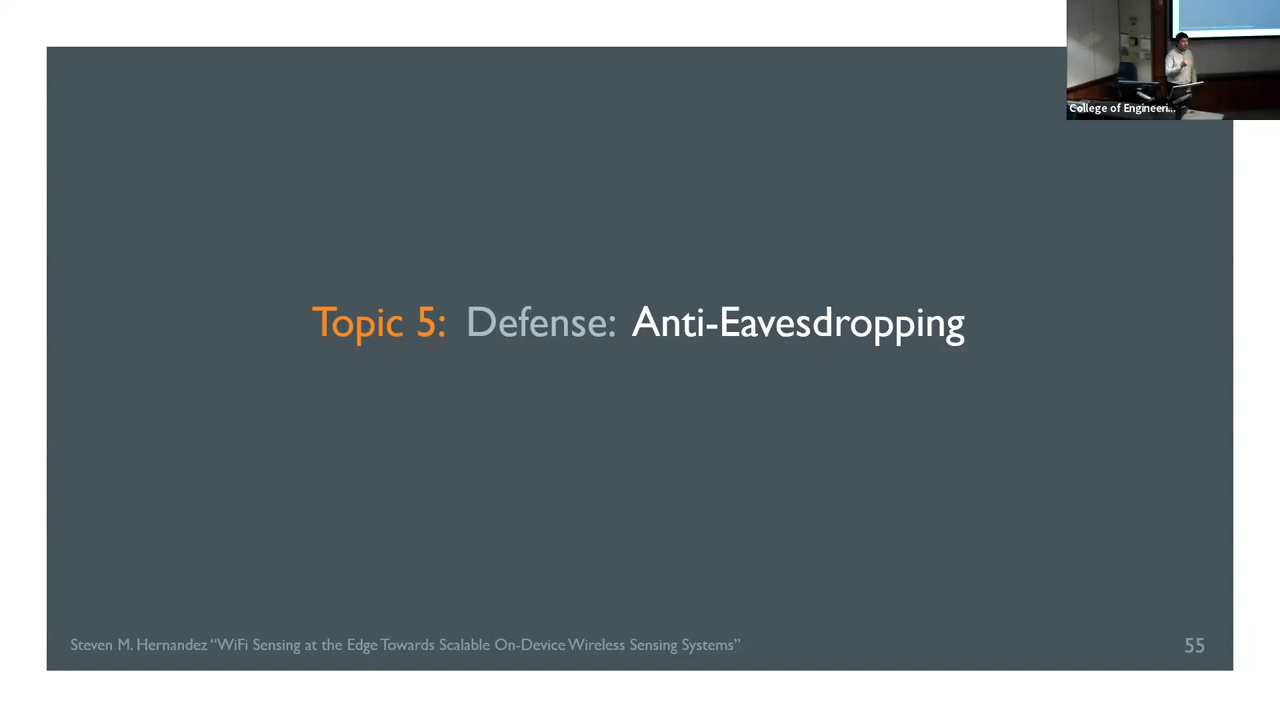 College of Engineeri...
Topic 5: Defense: Anti-Eavesdropping
Steven M. Hernandez “WiFi Sensing at the Edge Towards Scalable On-Device Wireless Sensing Systems”
55